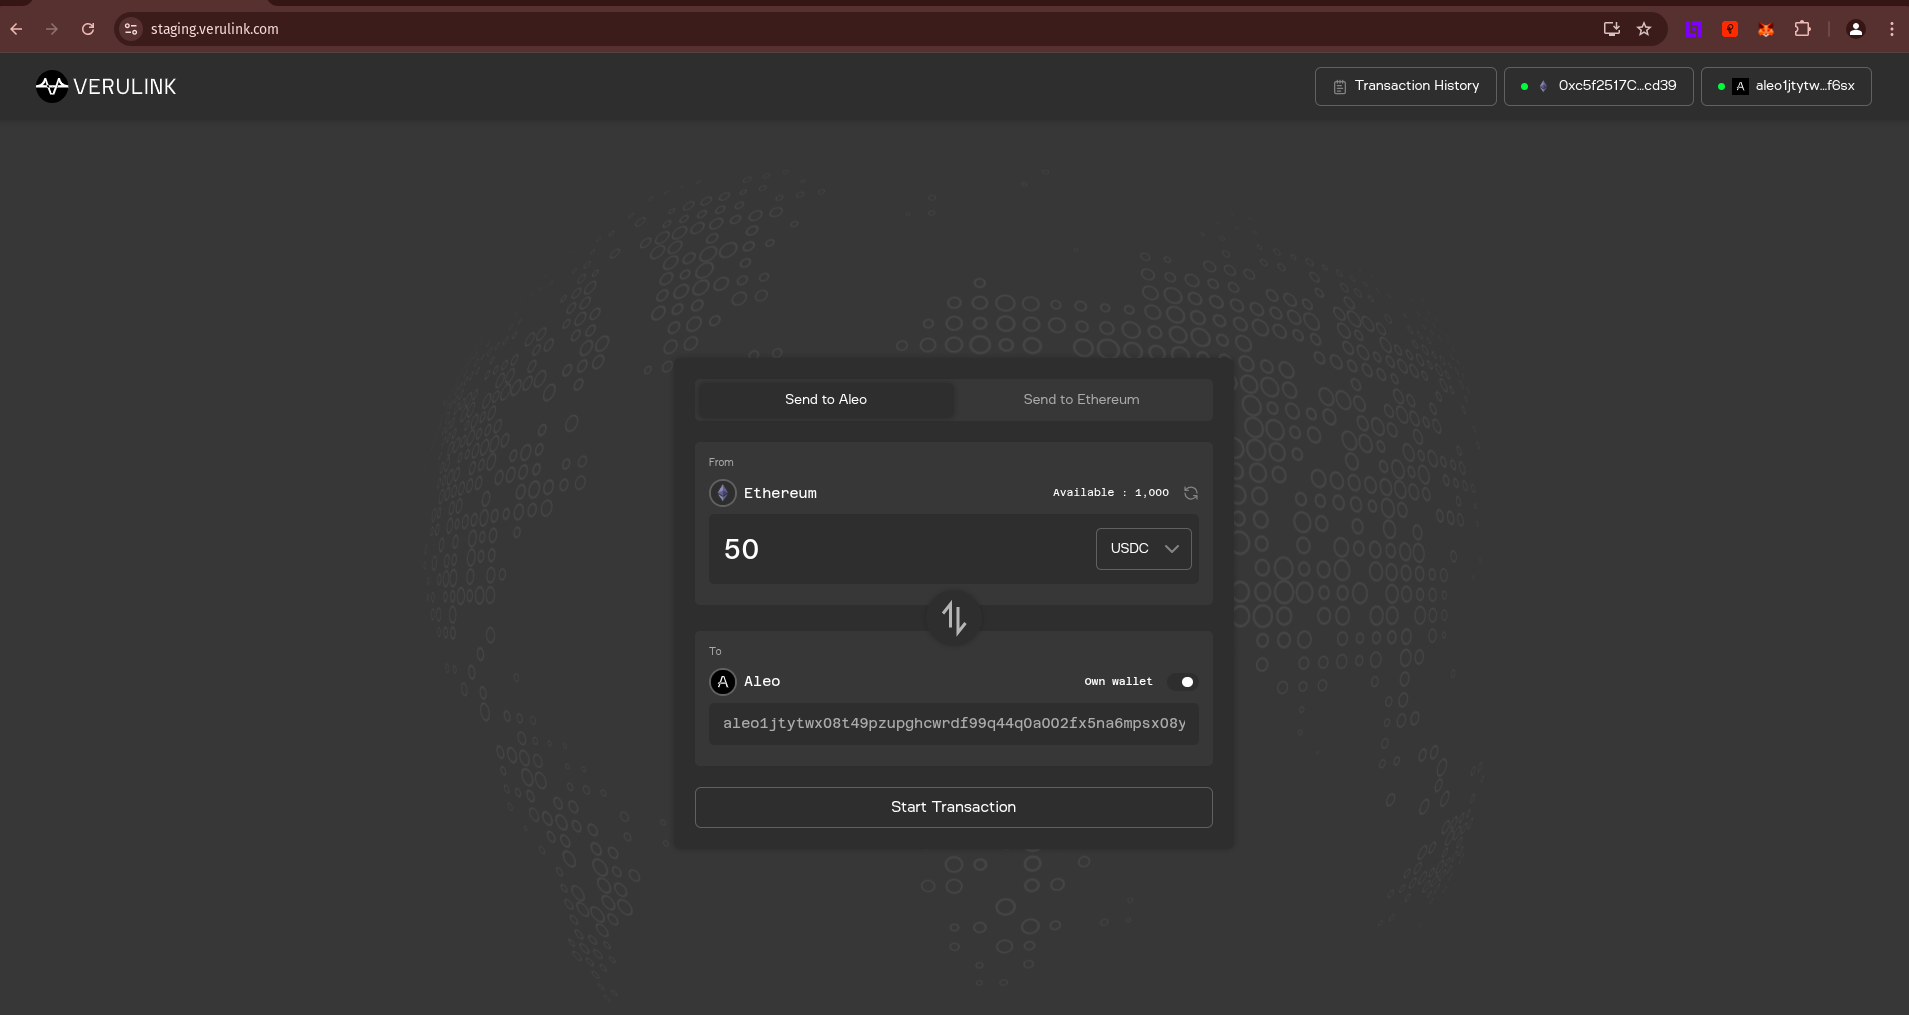 staging.verulink.com
VERULINK
Transaction History
0xc5f2517C...cd39
aleo1jtytw...f6sx
Send to Aleo
Send to Ethereum
From
Ethereum
Available : 1,000
50
USDC
To
Aleo
Own wallet
aleo1jtytwx08t49pzupghcwrdf99q44q0a002fx5na6mpsx08y
Start Transaction